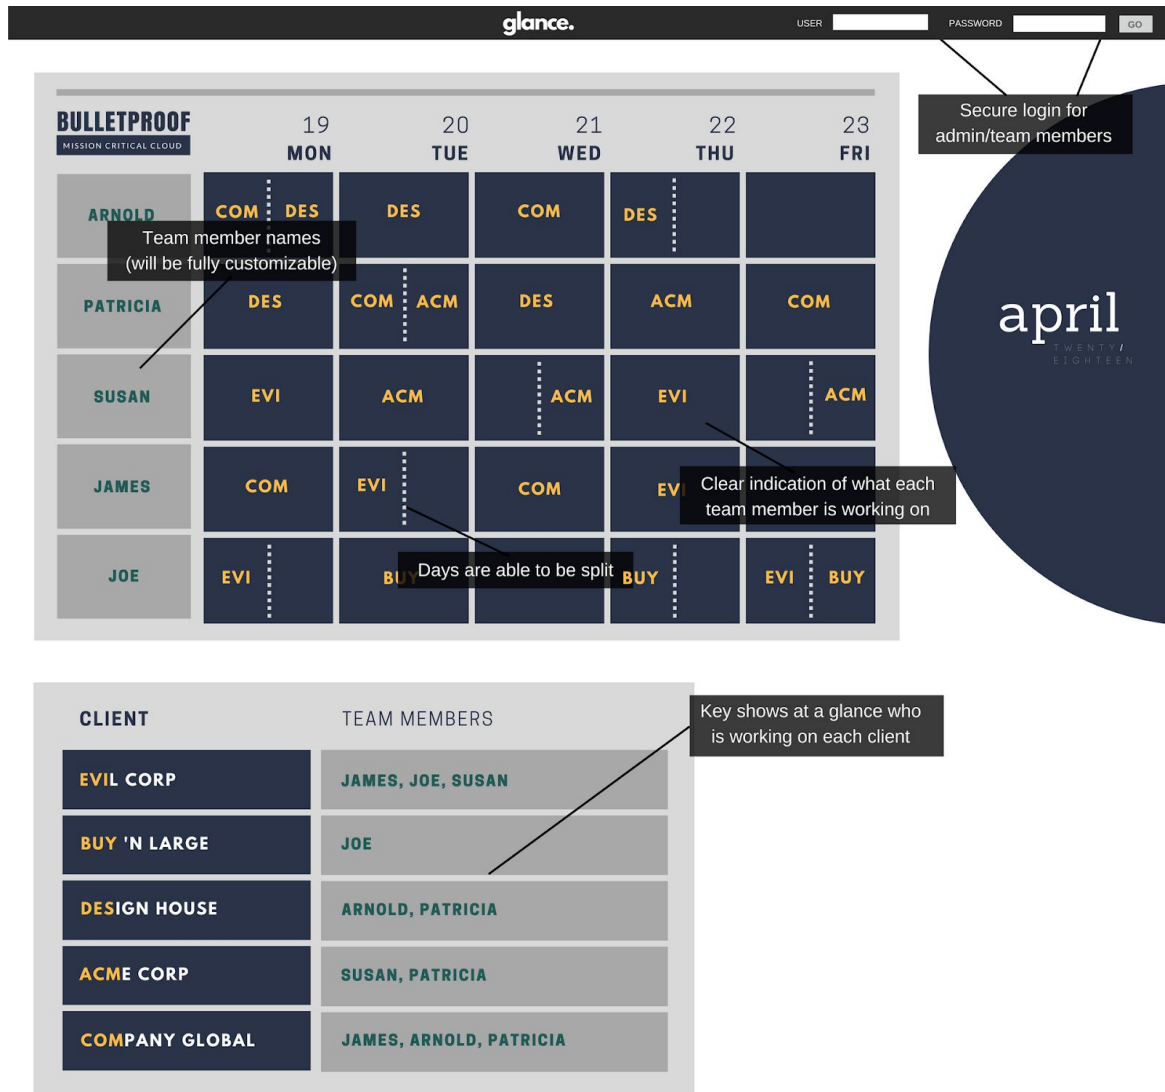 glance.
USER PASSWORD GO
Secure login for
admin/team members
BULLETPROOF
MISSION CRITICAL CLOUD
19 20 21 22 23
MON TUE WED THU FRI
ARNOLD COM DES DES COM DES
Team member names
(will be fully customizable)
PATRICIA DES COM ACM DES ACM COM
april
TWENTY/
EIGHTEEN
SUSAN EVI ACM ACM EVI ACM
JAMES COM EVI COM EVI
Clear indication of what each
team member is working on
Days are able to be split
JOE EVI BUY BUY EVI BUY
CLIENT TEAM MEMBERS
Key shows at a glance who
is working on each client
EVIL CORP JAMES, JOE, SUSAN
BUY 'N LARGE JOE
DESIGN HOUSE ARNOLD, PATRICIA
ACME CORP SUSAN, PATRICIA
COMPANY GLOBAL JAMES, ARNOLD, PATRICIA